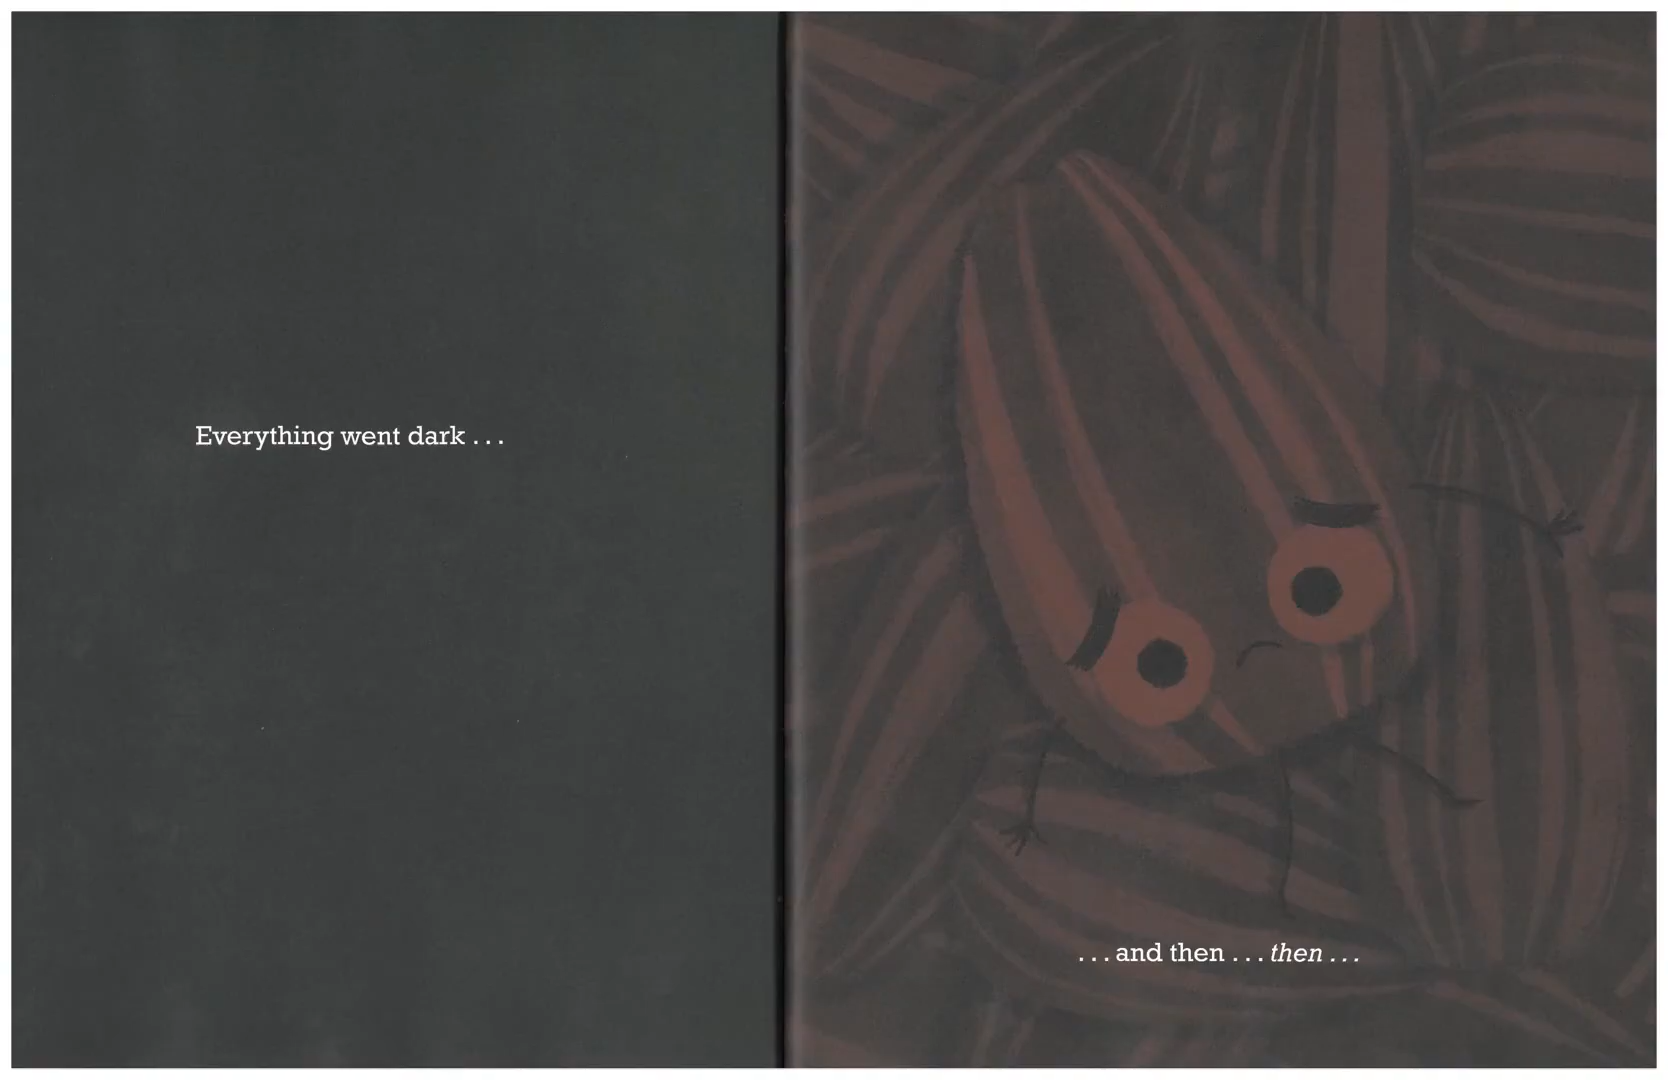 Everything went dark . . .
. . . and then . . . then . . .